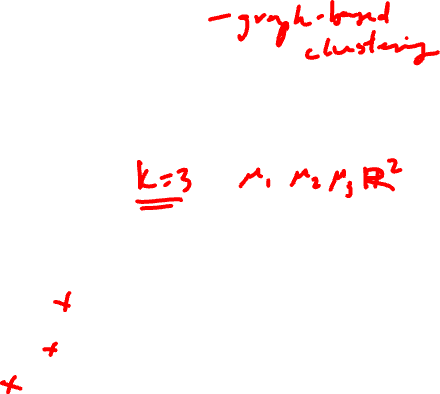 - graph-based
clustering
k=3 μ₁ μ₂ μ₃ ℝ²